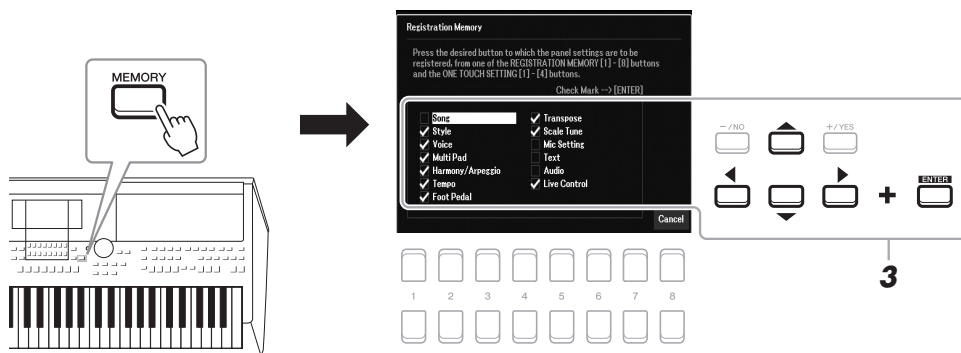 MEMORY
Registration Memory
Press the desired button to which the panel settings are to be
registered, from one of the REGISTRATION MEMORY [1] - [8] buttons
and the ONE TOUCH SETTING [1] - [4] buttons.
Check Mark --> [ENTER]
Song
Style
Voice
Multi Pad
Harmony/Arpeggio
Tempo
Foot Pedal
Transpose
Scale Tune
Mic Setting
Text
Audio
Live Control
Cancel
–/NO
+/YES
+
ENTER
3
1 2 3 4 5 6 7 8